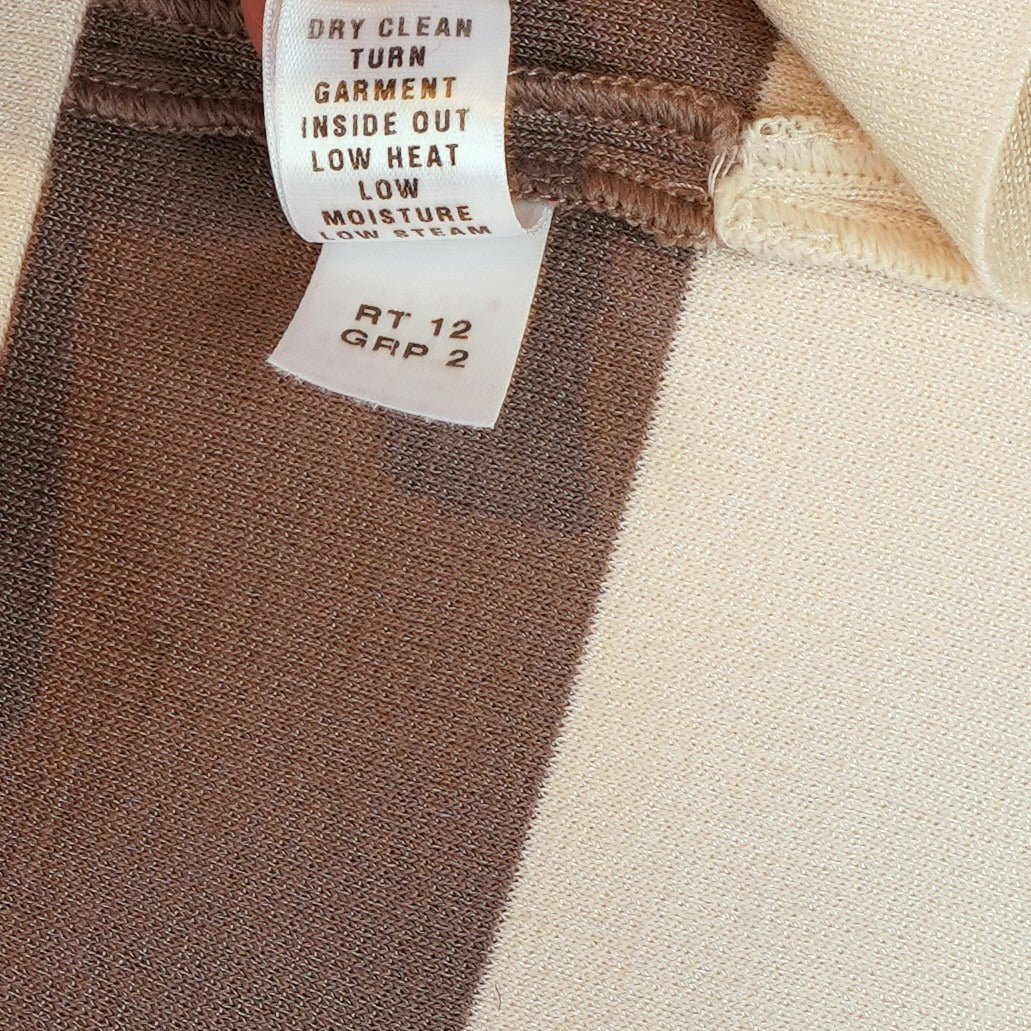 DRY CLEAN
TURN
GARMENT
INSIDE OUT
LOW HEAT
LOW
MOISTURE
LOW STEAM
RT 12
GRP 2